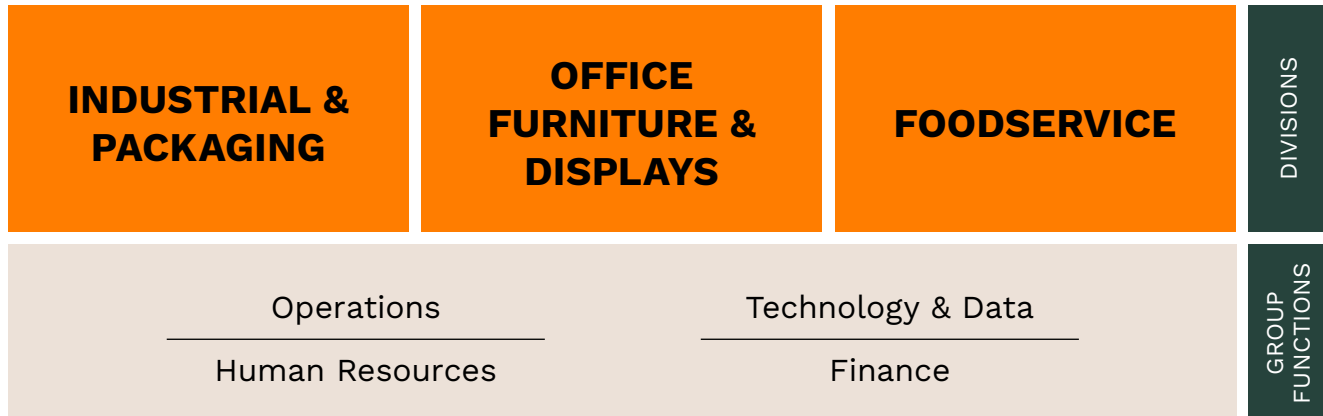 INDUSTRIAL &
PACKAGING
OFFICE
FURNITURE &
DISPLAYS
FOODSERVICE
DIVISIONS
Operations
Human Resources
Technology & Data
Finance
GROUP
FUNCTIONS